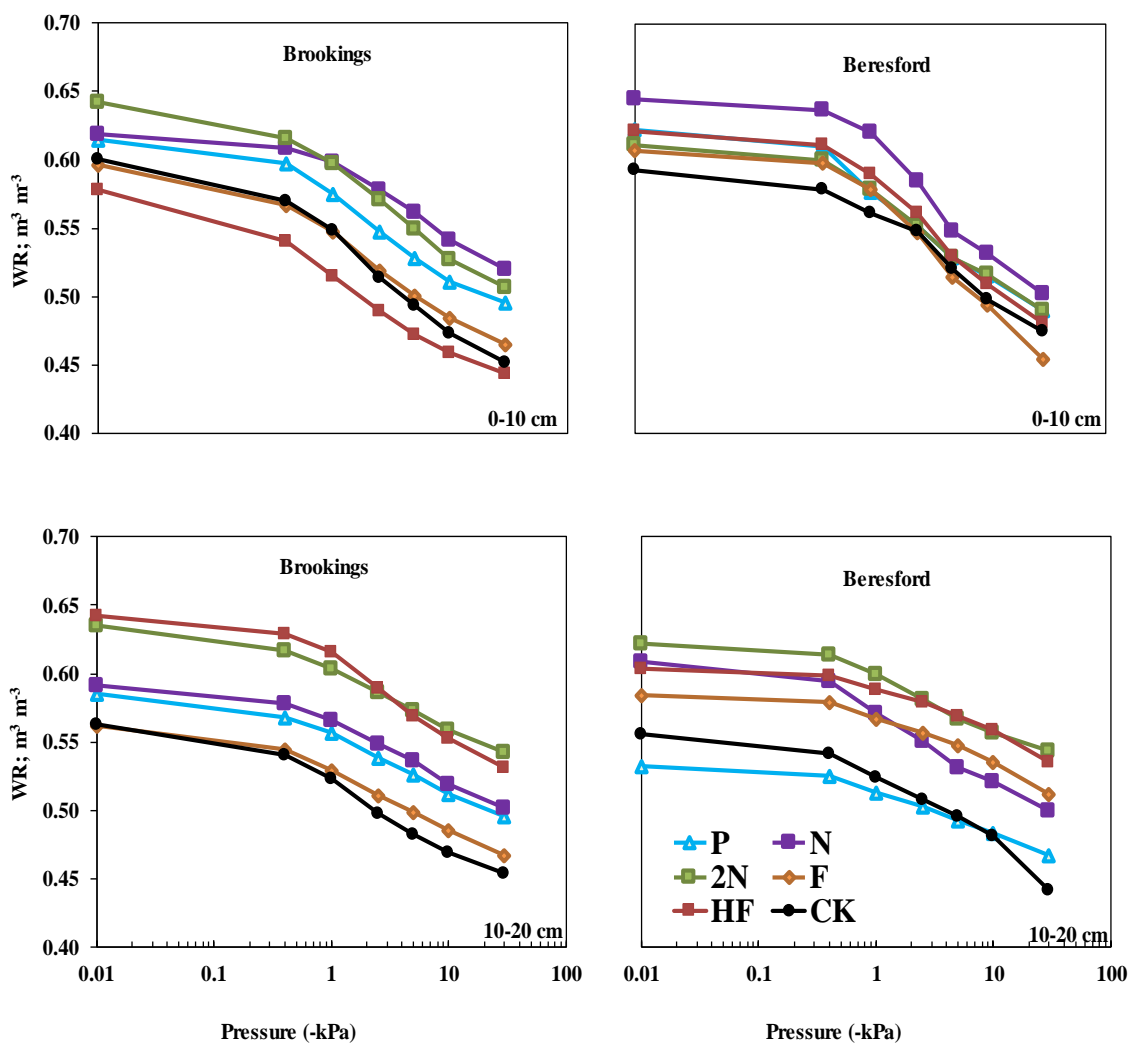 0.70
0.65
0.60
0.55
0.50
0.45
0.40
WR; m³ m⁻³
Brookings
0-10 cm
Beresford
0-10 cm
0.70
0.65
0.60
0.55
0.50
0.45
0.40
WR; m³ m⁻³
Brookings
10-20 cm
0.01 0.1 1 10 100
Pressure (-kPa)
Beresford
P N
2N F
HF CK
10-20 cm
0.01 0.1 1 10 100
Pressure (-kPa)